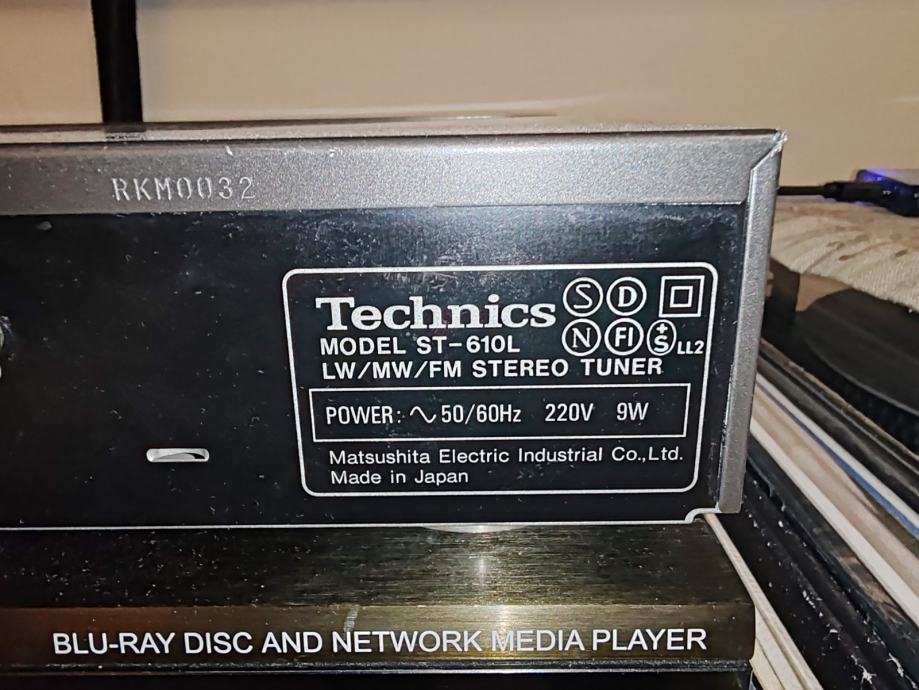 RKM0032
Technics S D
MODEL ST-610L N FI +S LL2
LW/MW/FM STEREO TUNER
POWER: ∿ 50/60Hz 220V 9W
Matsushita Electric Industrial Co.,Ltd.
Made in Japan
BLU-RAY DISC AND NETWORK MEDIA PLAYER